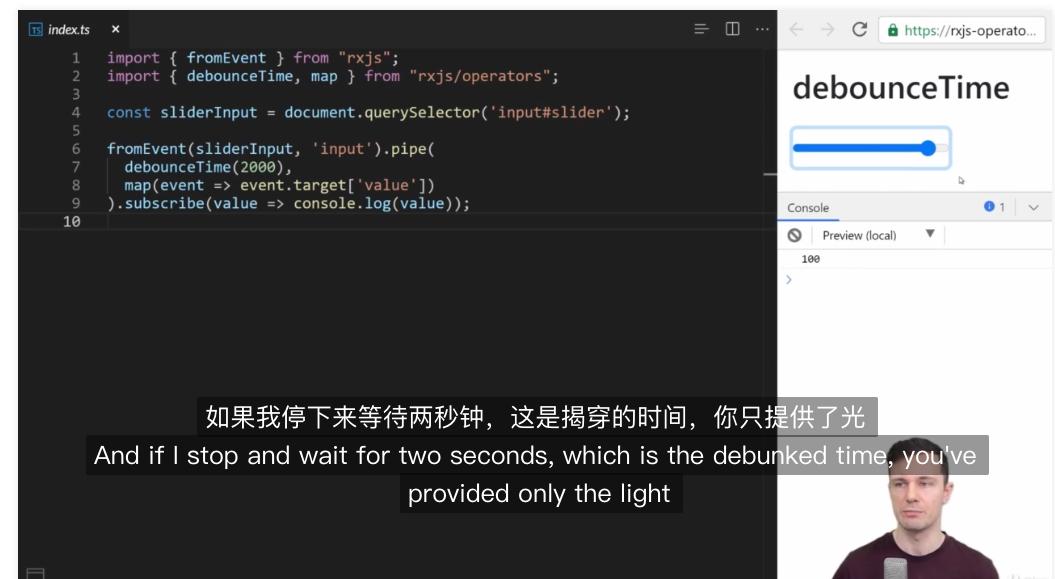 TS index.ts ×
https://rxjs-operato...
1 import { fromEvent } from "rxjs";
2 import { debounceTime, map } from "rxjs/operators";
3
4 const sliderInput = document.querySelector('input#slider');
5
6 fromEvent(sliderInput, 'input').pipe(
7 debounceTime(2000),
8 map(event => event.target['value'])
9 ).subscribe(value => console.log(value));
10
debounceTime
Console 1
Preview (local)
100
如果我停下来等待两秒钟，这是揭穿的时间，你只提供了光
And if I stop and wait for two seconds, which is the debunked time, you've
provided only the light